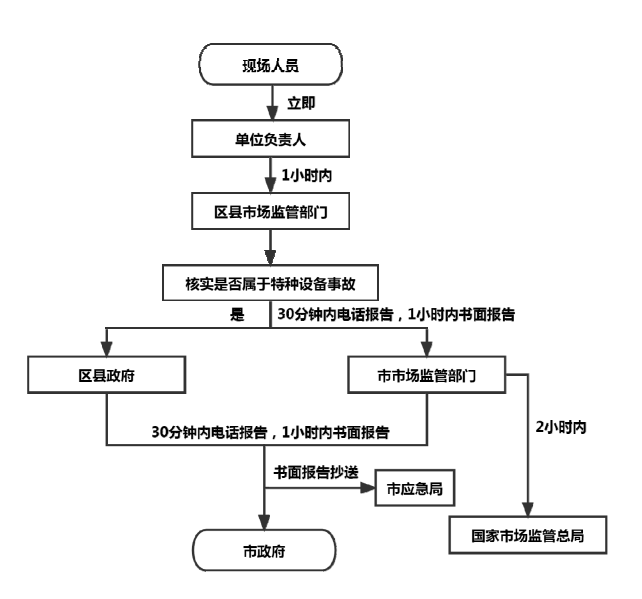 现场人员
立即
单位负责人
1小时内
区县市场监管部门
核实是否属于特种设备事故
是
30分钟内电话报告，1小时内书面报告
区县政府
市市场监管部门
30分钟内电话报告，1小时内书面报告
2小时内
书面报告抄送
市应急局
国家市场监管总局
市政府